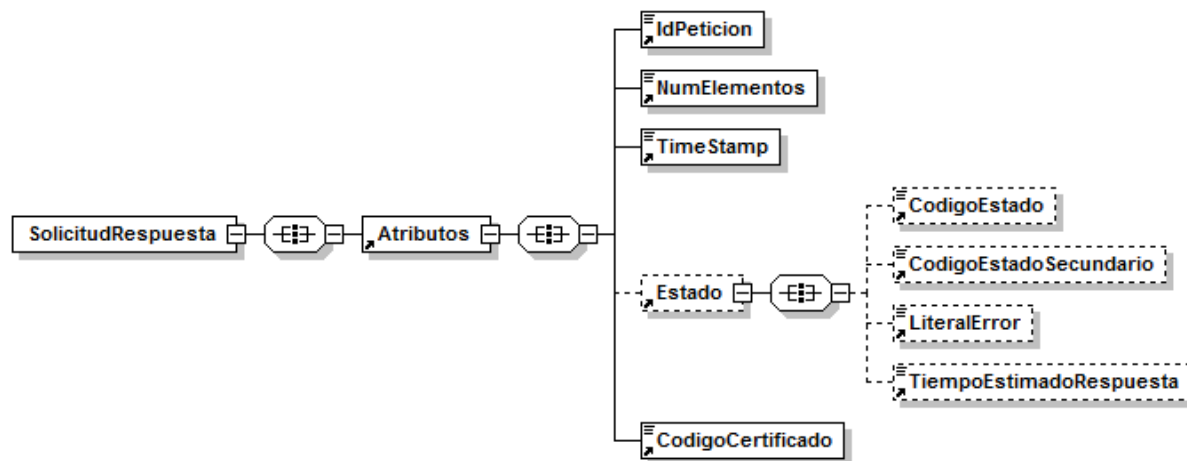 IdPeticion
NumElementos
TimeStamp
CodigoEstado
SolicitudRespuesta
Atributos
CodigoEstadoSecundario
Estado
LiteralError
TiempoEstimadoRespuesta
CodigoCertificado